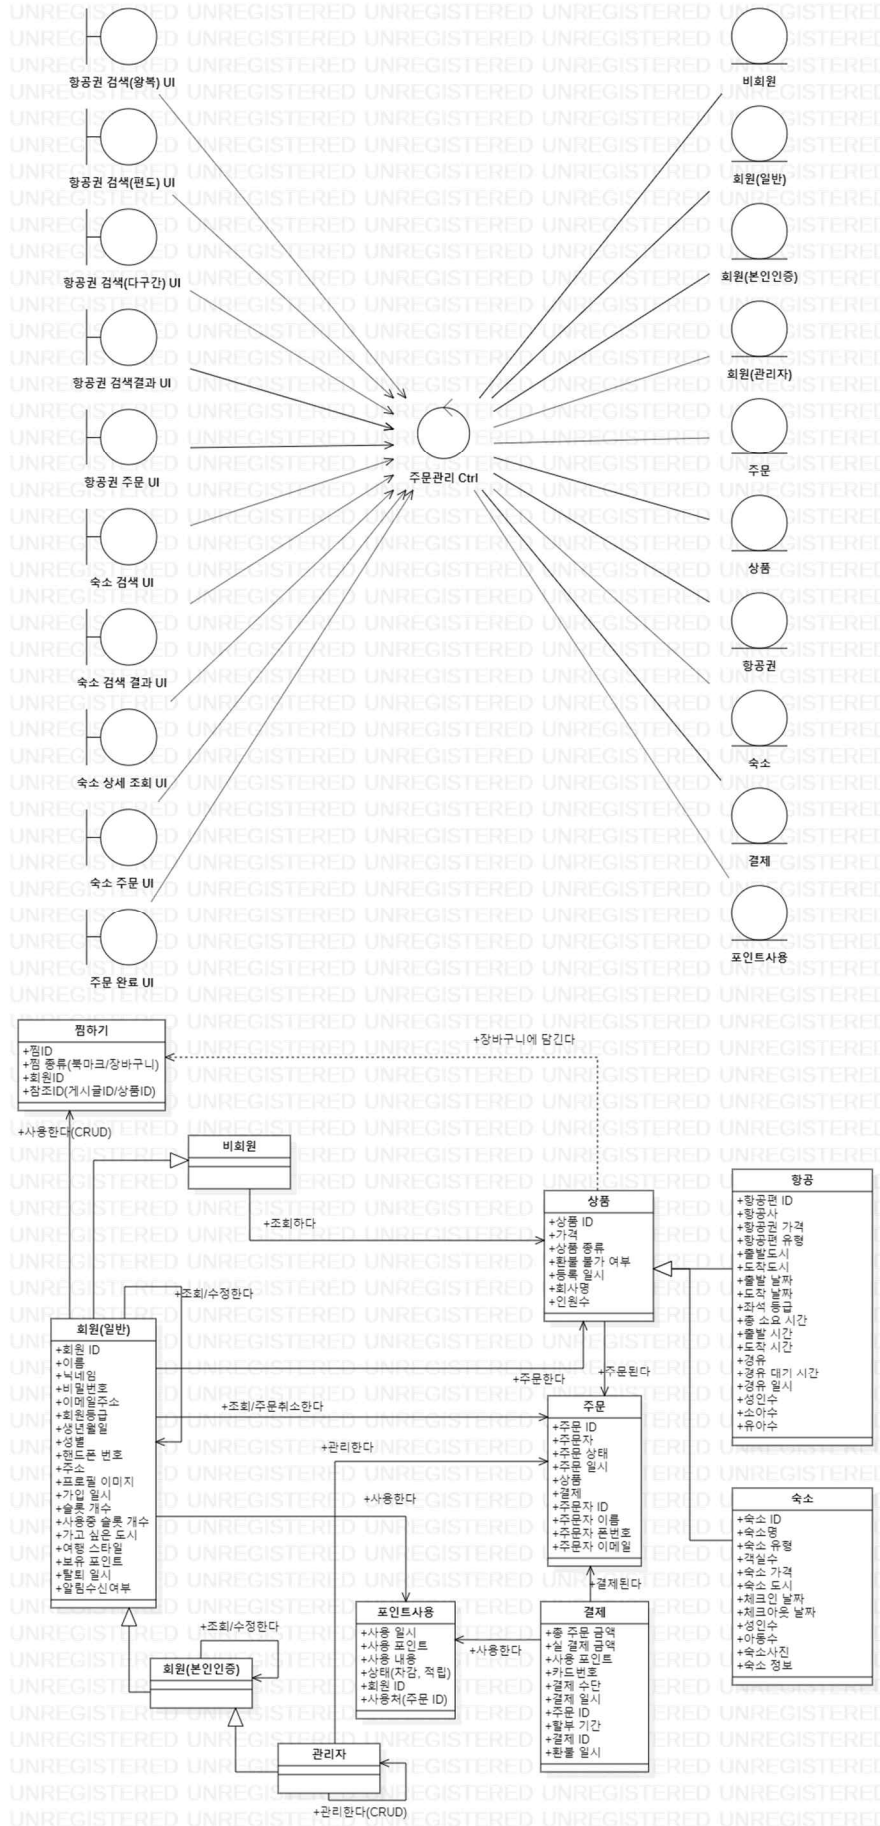 항공권 검색(왕복) UI
항공권 검색(편도) UI
항공권 검색(다구간) UI
항공권 검색결과 UI
항공권 주문 UI
숙소 검색 UI
숙소 검색 결과 UI
숙소 상세 조회 UI
숙소 주문 UI
주문 완료 UI
주문관리 Ctrl
비회원
회원(일반)
회원(본인인증)
회원(관리자)
주문
상품
항공권
숙소
결제
포인트사용
찜하기
+찜ID
+찜 종류(북마크/장바구니)
+회원ID
+참조ID(게시글ID/상품ID)
+장바구니에 담긴다
+사용한다(CRUD)
비회원
+조회하다
상품
+상품 ID
+가격
+상품 종류
+환불 불가 여부
+등록 일시
+회사명
+인원수
항공
+항공편 ID
+항공사
+항공권 가격
+항공편 유형
+출발도시
+도착도시
+출발 날짜
+도착 날짜
+좌석 등급
+총 소요 시간
+출발 시간
+도착 시간
+경유
+경유 대기 시간
+경유 일시
+성인수
+소아수
+유아수
+조회/수정한다
회원(일반)
+회원 ID
+이름
+닉네임
+비밀번호
+이메일주소
+회원등급
+생년월일
+성별
+핸드폰 번호
+주소
+프로필 이미지
+가입 일시
+슬롯 개수
+사용중 슬롯 개수
+가고 싶은 도시
+여행 스타일
+보유 포인트
+탈퇴 일시
+알림수신여부
+주문한다
+주문된다
+조회/주문취소한다
+관리한다
+사용한다
주문
+주문 ID
+주문자
+주문 상태
+주문 일시
+상품
+결제
+주문자 ID
+주문자 이름
+주문자 폰번호
+주문자 이메일
숙소
+숙소 ID
+숙소명
+숙소 유형
+객실수
+숙소 가격
+숙소 도시
+체크인 날짜
+체크아웃 날짜
+성인수
+아동수
+숙소사진
+숙소 정보
+결제된다
포인트사용
+사용 일시
+사용 포인트
+사용 내용
+상태(차감, 적립)
+회원 ID
+사용처(주문 ID)
+사용한다
결제
+총 주문 금액
+실 결제 금액
+사용 포인트
+카드번호
+결제 수단
+결제 일시
+주문 ID
+할부 기간
+결제 ID
+환불 일시
+조회/수정한다
회원(본인인증)
관리자
+관리한다(CRUD)